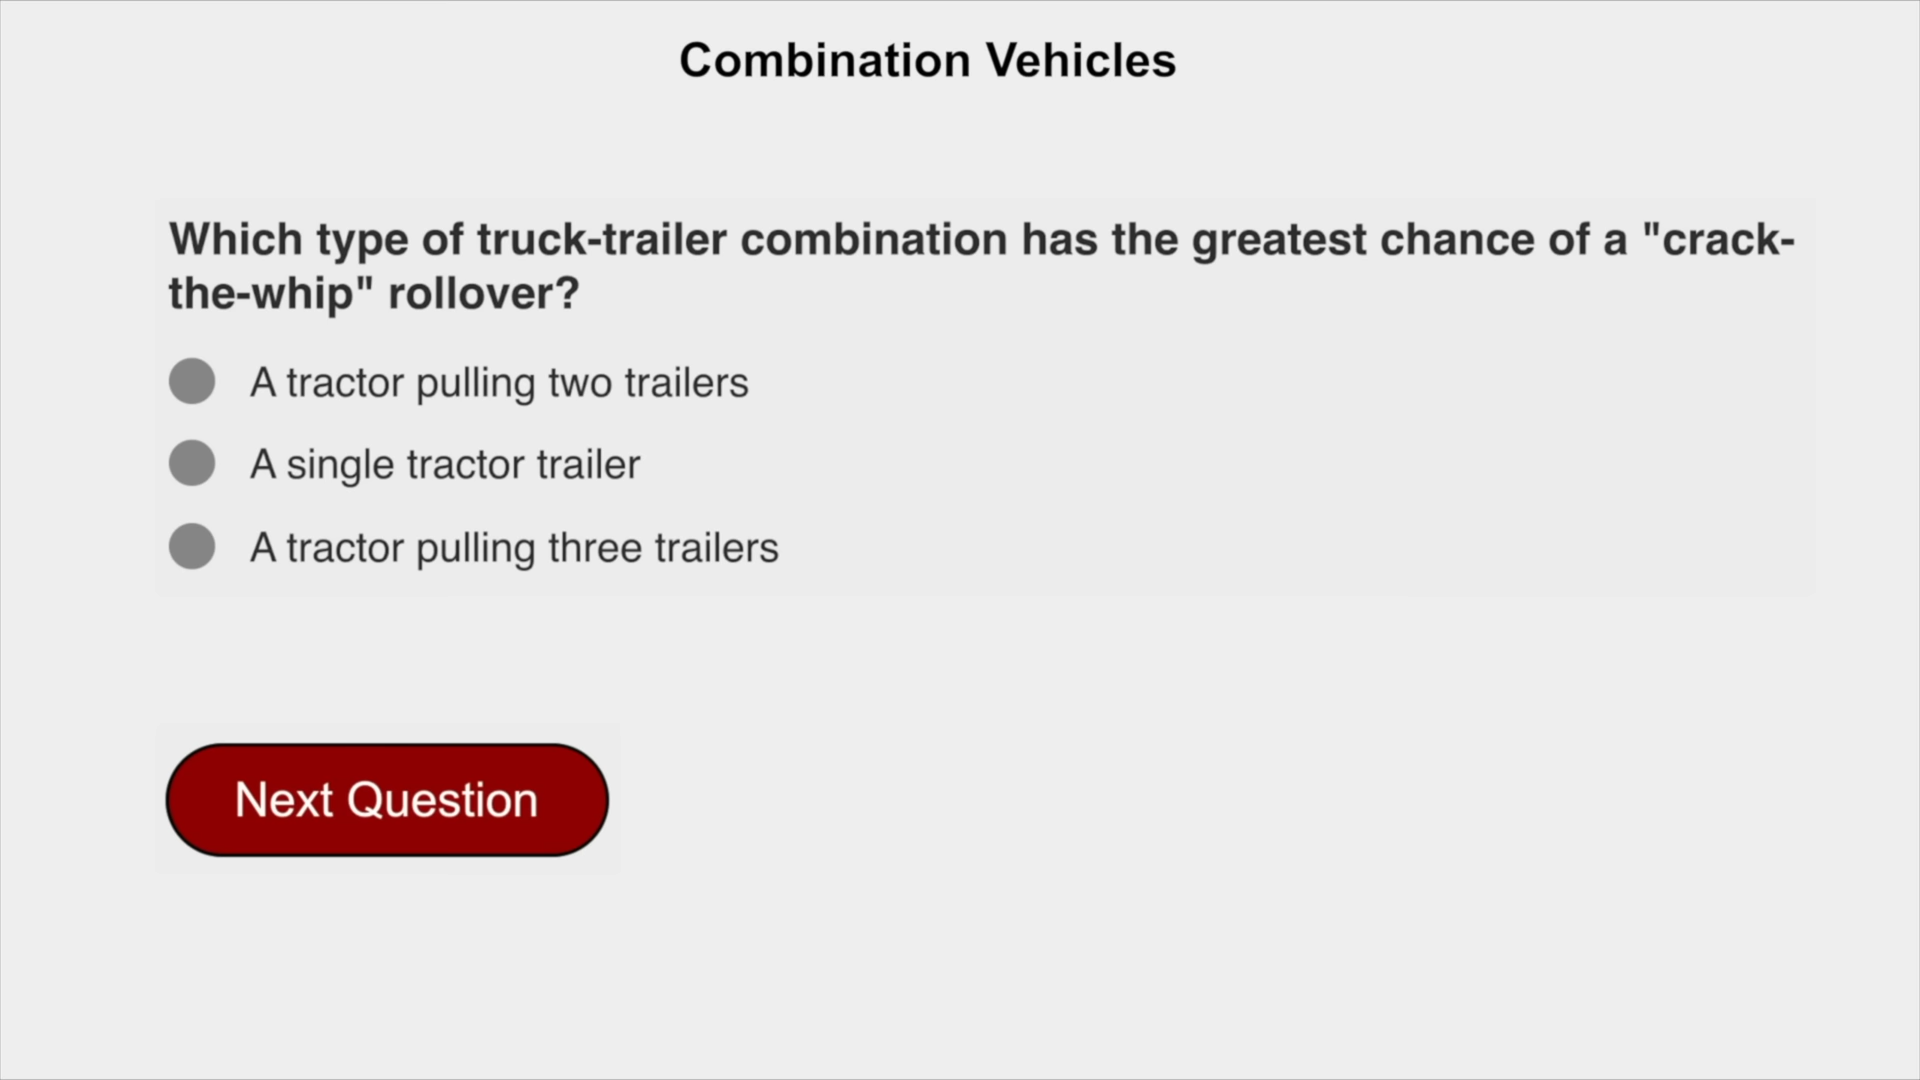 Combination Vehicles
Which type of truck-trailer combination has the greatest chance of a "crack-
the-whip" rollover?
A tractor pulling two trailers
A single tractor trailer
A tractor pulling three trailers
Next Question